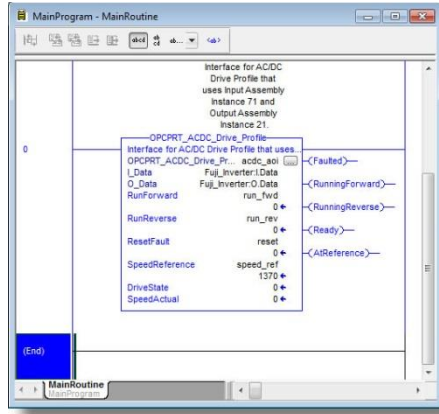 MainProgram - MainRoutine
abcd ab...
Interface for AC/DC
Drive Profile that
uses Input Assembly
Instance 71 and
Output Assembly
Instance 21.
0
OPCPRT_ACDC_Drive_Profile
Interface for AC/DC Drive Profile that uses...
OPCPRT_ACDC_Drive_Pr... acdc_aoi ... (Faulted)
I_Data Fuji_Inverter:I.Data
O_Data Fuji_Inverter:O.Data (RunningForward)
RunForward run_fwd
0 (RunningReverse)
RunReverse run_rev
0 (Ready)
ResetFault reset
0 (AtReference)
SpeedReference speed_ref
1370
DriveState 0
SpeedActual 0
(End)
MainRoutine
MainProgram